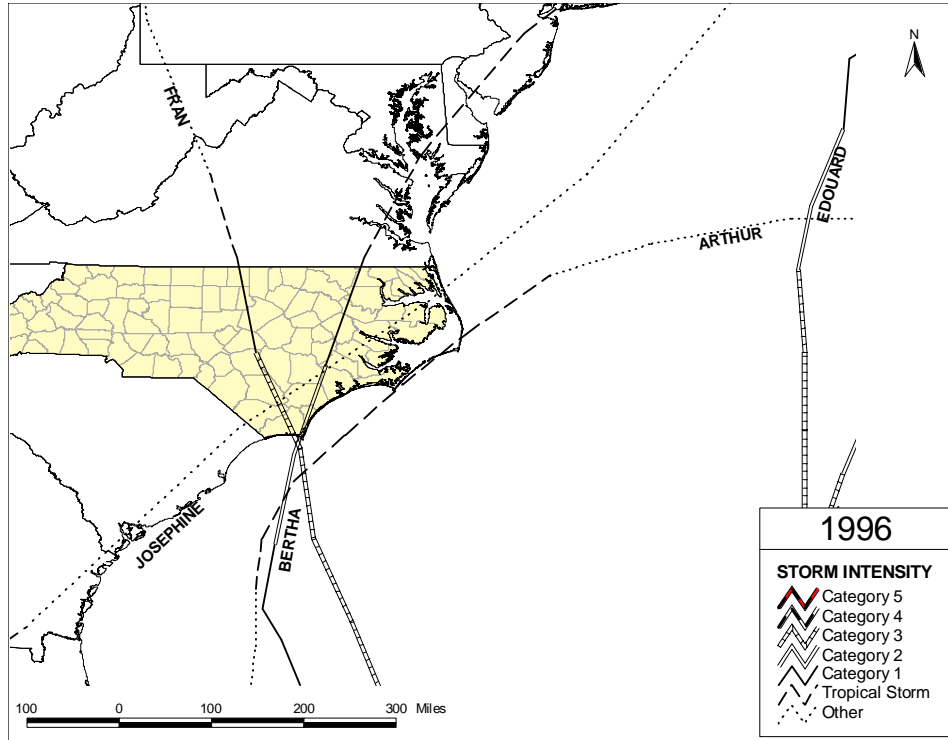 N
FRAN
EDOUARD
ARTHUR
JOSEPHINE
BERTHA
1996
STORM INTENSITY
Category 5
Category 4
Category 3
Category 2
Category 1
Tropical Storm
Other
100 0 100 200 300 Miles